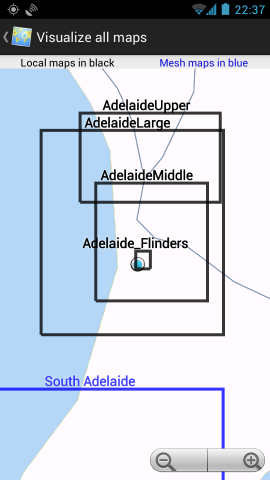 22:37
Visualize all maps
Local maps in black Mesh maps in blue
AdelaideUpper
AdelaideLarge
AdelaideMiddle
Adelaide_Flinders
South Adelaide